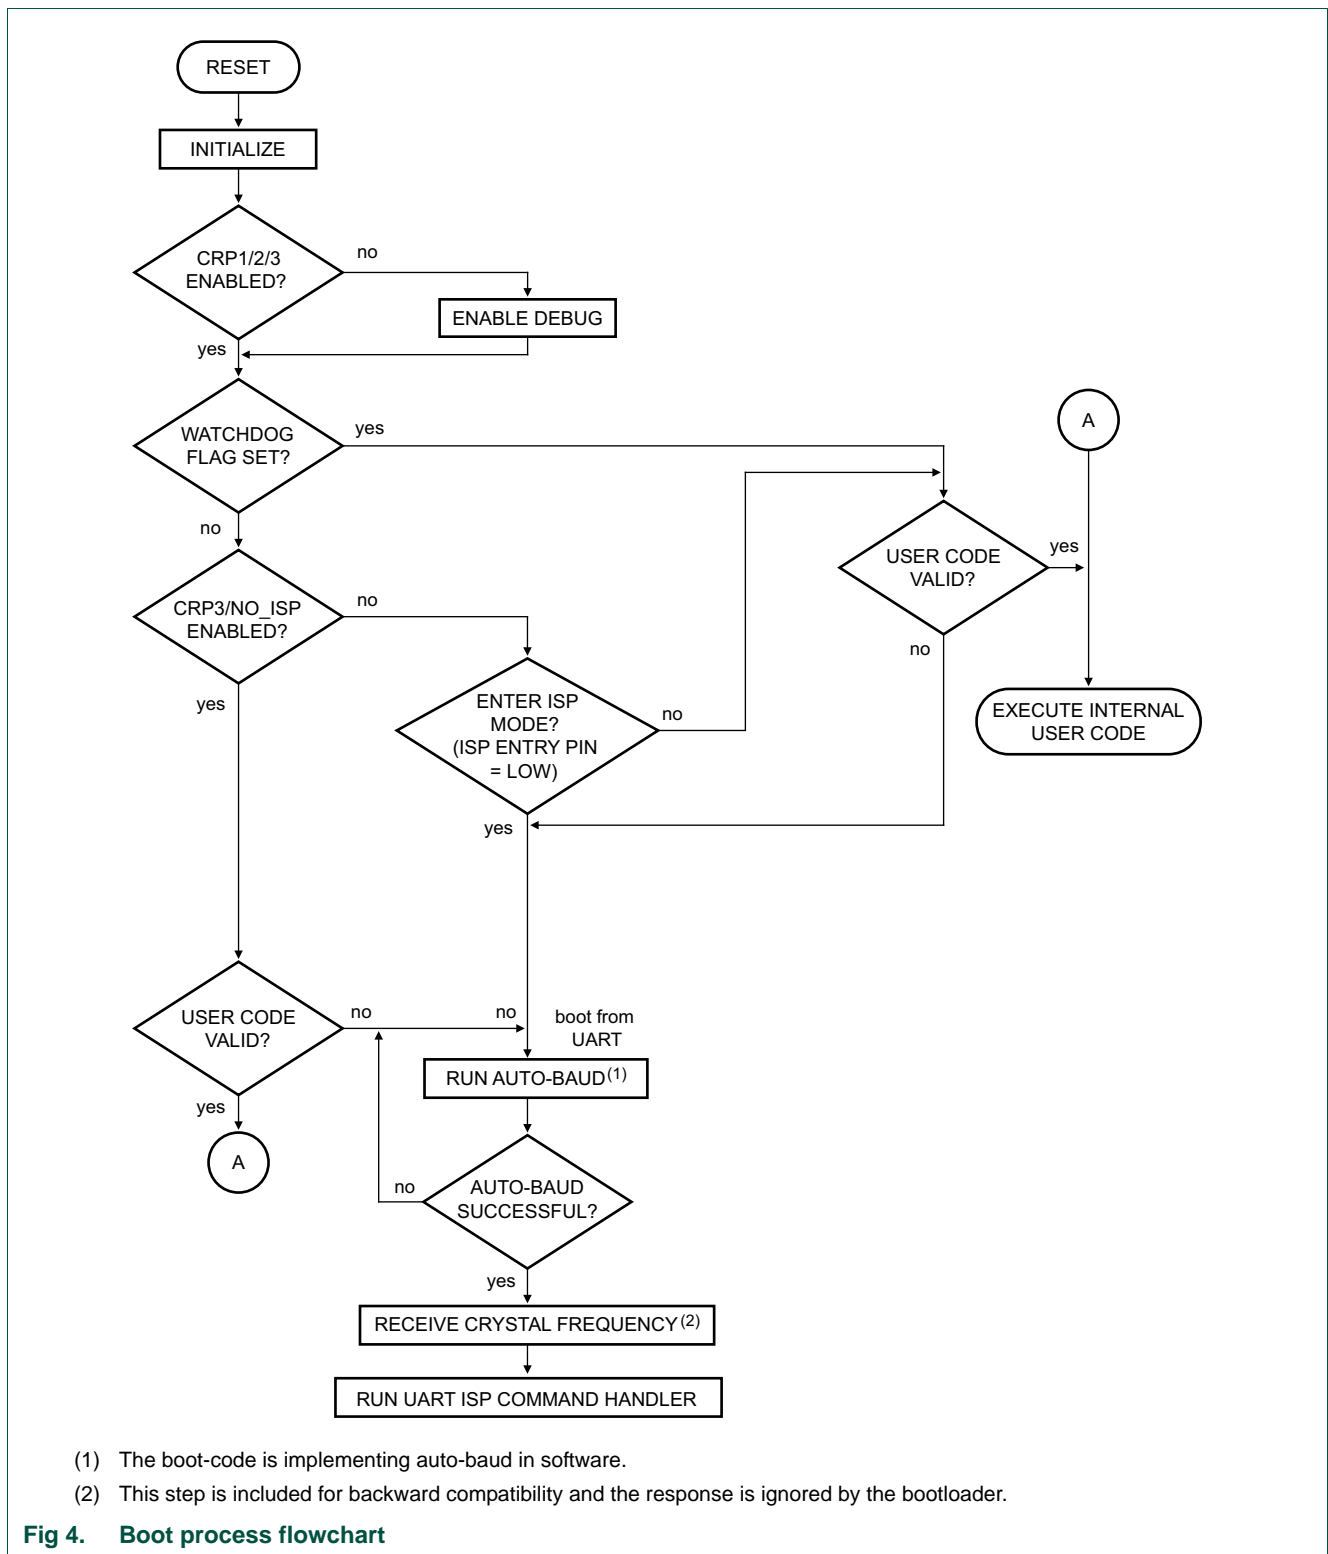 RESET
INITIALIZE
CRP1/2/3
ENABLED?
no
ENABLE DEBUG
yes
WATCHDOG
FLAG SET?
yes
A
no
USER CODE
VALID?
yes
no
CRP3/NO_ISP
ENABLED?
no
yes
ENTER ISP
MODE?
(ISP ENTRY PIN
= LOW)
no
EXECUTE INTERNAL
USER CODE
yes
USER CODE
VALID?
no
no
boot from
UART
RUN AUTO-BAUD(1)
yes
A
AUTO-BAUD
SUCCESSFUL?
no
yes
RECEIVE CRYSTAL FREQUENCY(2)
RUN UART ISP COMMAND HANDLER
(1) The boot-code is implementing auto-baud in software.
(2) This step is included for backward compatibility and the response is ignored by the bootloader.
Fig 4. Boot process flowchart